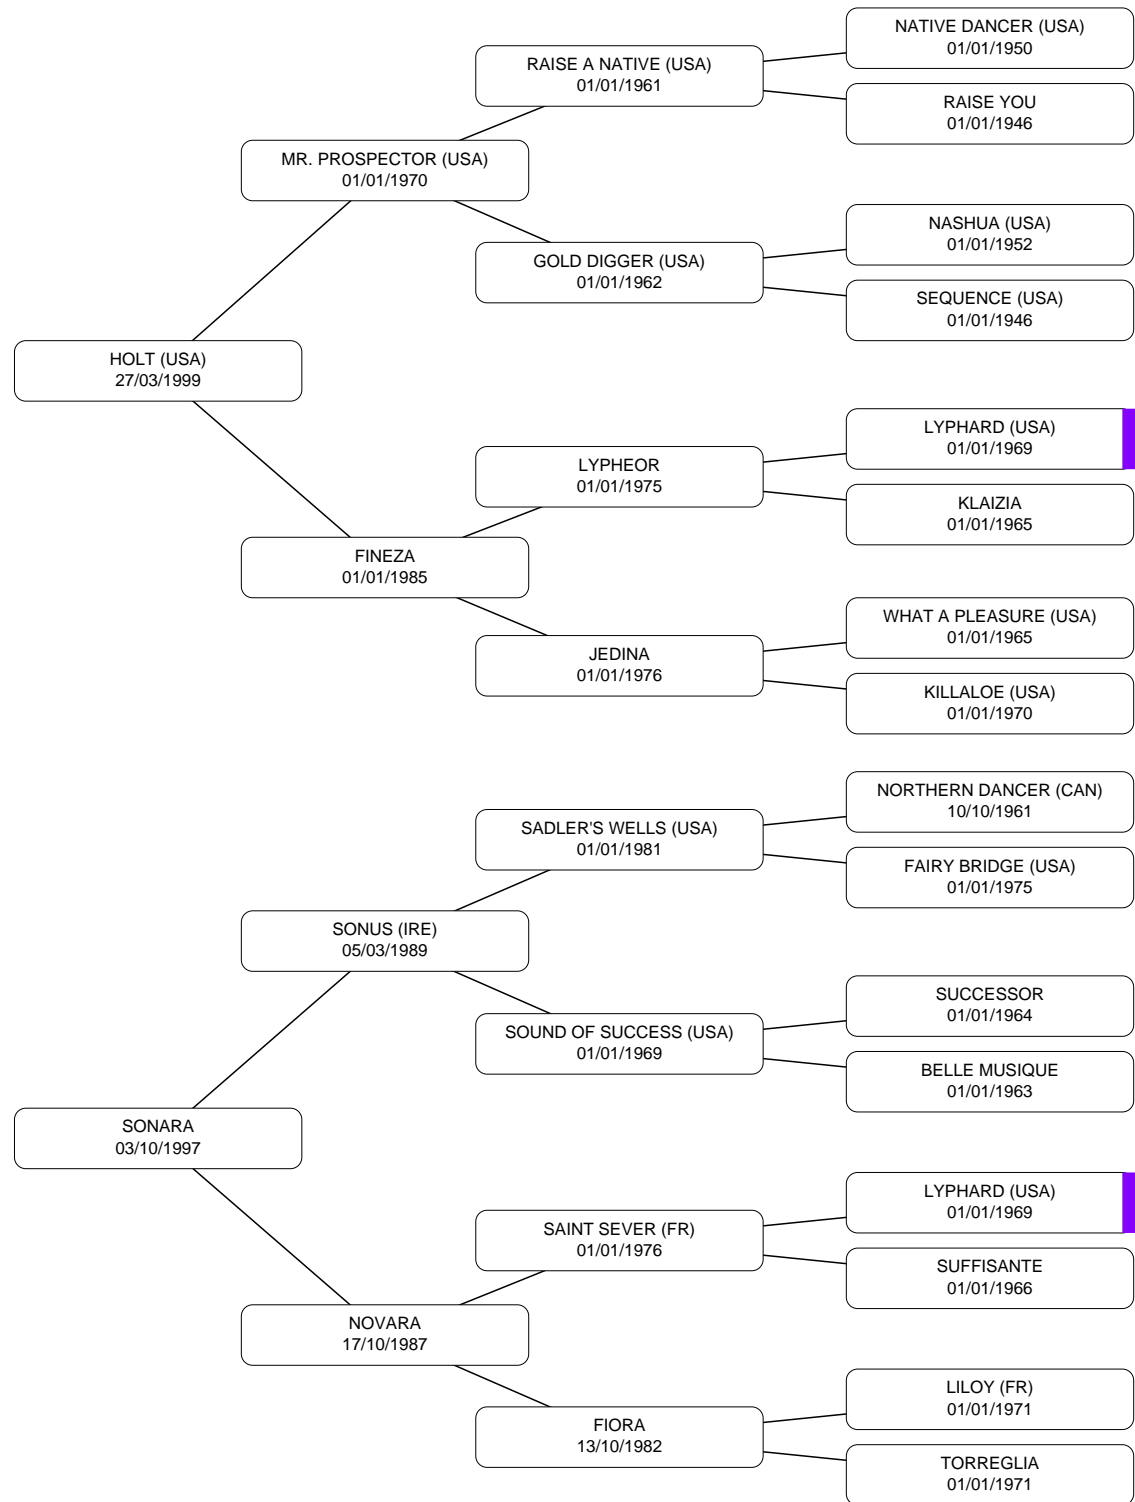 NATIVE DANCER (USA)
01/01/1950
RAISE A NATIVE (USA)
01/01/1961
RAISE YOU
01/01/1946
MR. PROSPECTOR (USA)
01/01/1970
NASHUA (USA)
01/01/1952
GOLD DIGGER (USA)
01/01/1962
SEQUENCE (USA)
01/01/1946
HOLT (USA)
27/03/1999
LYPHARD (USA)
01/01/1969
LYPHEOR
01/01/1975
KLAIZIA
01/01/1965
FINEZA
01/01/1985
WHAT A PLEASURE (USA)
01/01/1965
JEDINA
01/01/1976
KILLALOE (USA)
01/01/1970
NORTHERN DANCER (CAN)
10/10/1961
SADLER'S WELLS (USA)
01/01/1981
FAIRY BRIDGE (USA)
01/01/1975
SONUS (IRE)
05/03/1989
SUCCESSOR
01/01/1964
SOUND OF SUCCESS (USA)
01/01/1969
BELLE MUSIQUE
01/01/1963
SONARA
03/10/1997
LYPHARD (USA)
01/01/1969
SAINT SEVER (FR)
01/01/1976
SUFFISANTE
01/01/1966
NOVARA
17/10/1987
LILOY (FR)
01/01/1971
FIORA
13/10/1982
TORREGLIA
01/01/1971